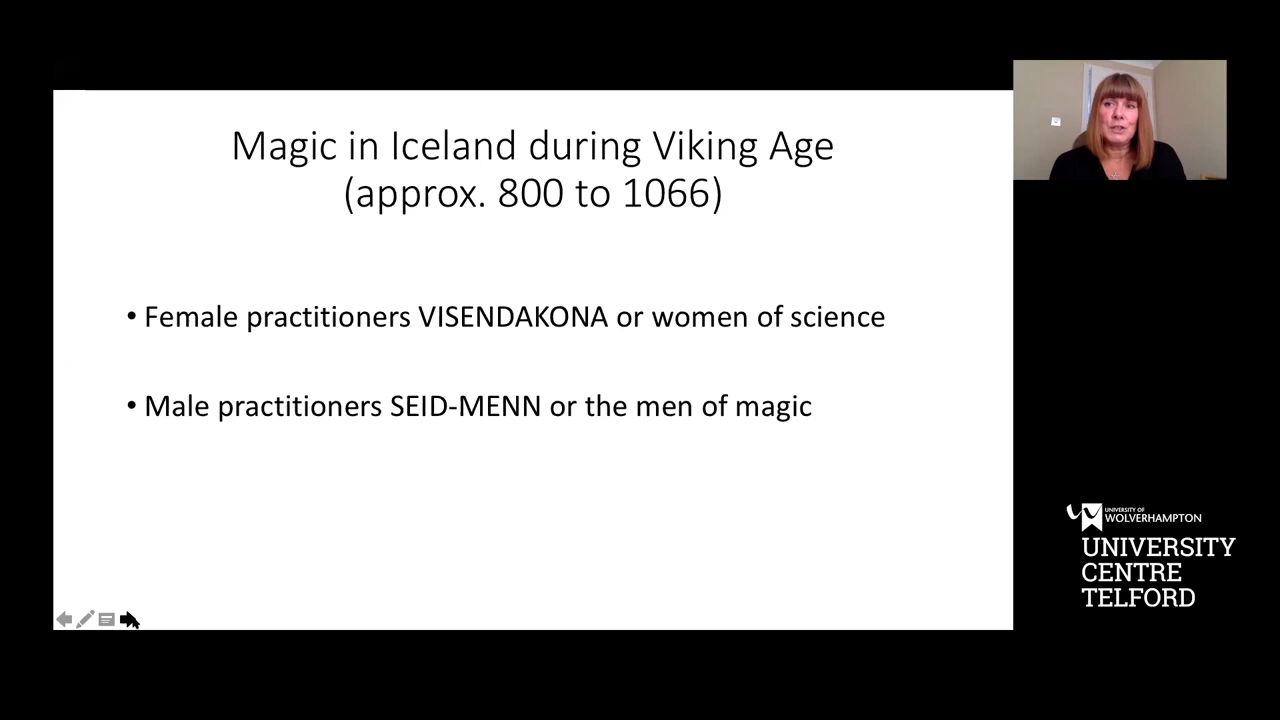 Magic in Iceland during Viking Age
(approx. 800 to 1066)
• Female practitioners VISENDAKONA or women of science
• Male practitioners SEID-MENN or the men of magic
UNIVERSITY OF
WOLVERHAMPTON
UNIVERSITY
CENTRE
TELFORD